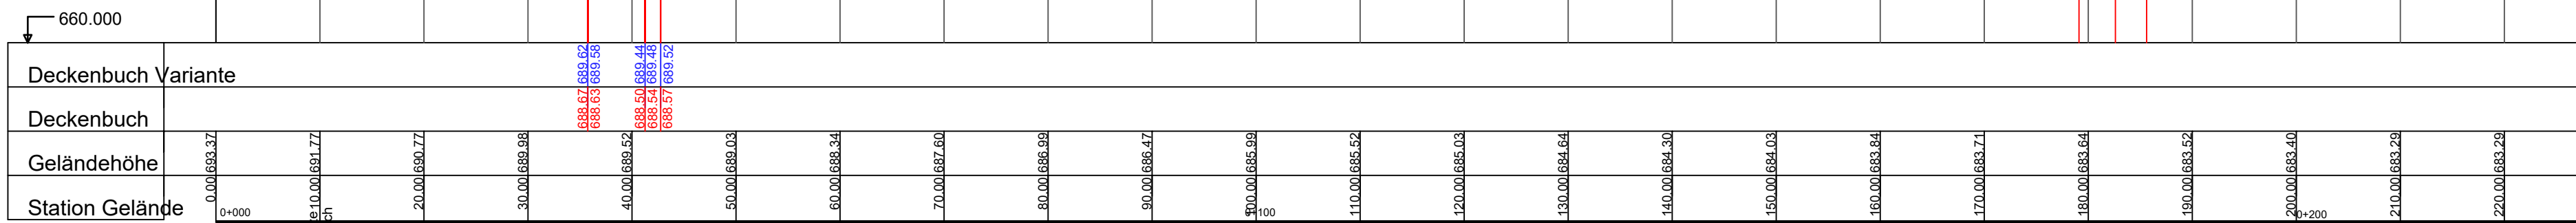 660.000
Deckenbuch Variante 689.62 689.58 689.44 689.48 689.52
Deckenbuch 688.67 688.63 688.50 688.54 688.57
Geländehöhe 693.37 691.77 690.77 689.98 689.52 689.03 688.34 687.60 686.99 686.47 685.99 685.52 685.03 684.64 684.30 684.03 683.84 683.71 683.64 683.52 683.40 683.29 683.29
Station Gelände 0.00 10.00 20.00 30.00 40.00 50.00 60.00 70.00 80.00 90.00 100.00 110.00 120.00 130.00 140.00 150.00 160.00 170.00 180.00 190.00 200.00 210.00 220.00
0+000 0+100 0+200